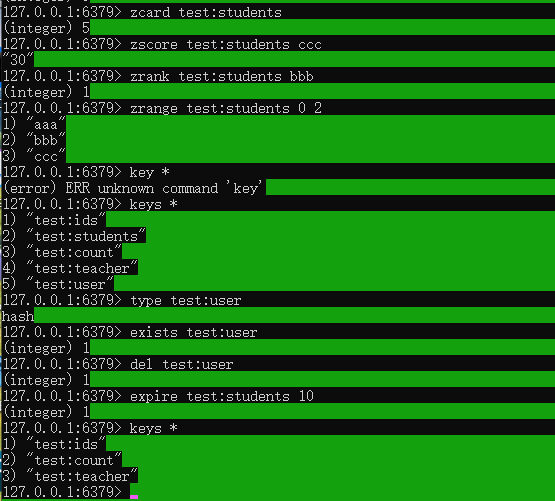 127.0.0.1:6379> zcard test:students
(integer) 5
127.0.0.1:6379> zscore test:students ccc
"30"
127.0.0.1:6379> zrank test:students bbb
(integer) 1
127.0.0.1:6379> zrange test:students 0 2
1) "aaa"
2) "bbb"
3) "ccc"
127.0.0.1:6379> key *
(error) ERR unknown command 'key'
127.0.0.1:6379> keys *
1) "test:ids"
2) "test:students"
3) "test:count"
4) "test:teacher"
5) "test:user"
127.0.0.1:6379> type test:user
hash
127.0.0.1:6379> exists test:user
(integer) 1
127.0.0.1:6379> del test:user
(integer) 1
127.0.0.1:6379> expire test:students 10
(integer) 1
127.0.0.1:6379> keys *
1) "test:ids"
2) "test:count"
3) "test:teacher"
127.0.0.1:6379>